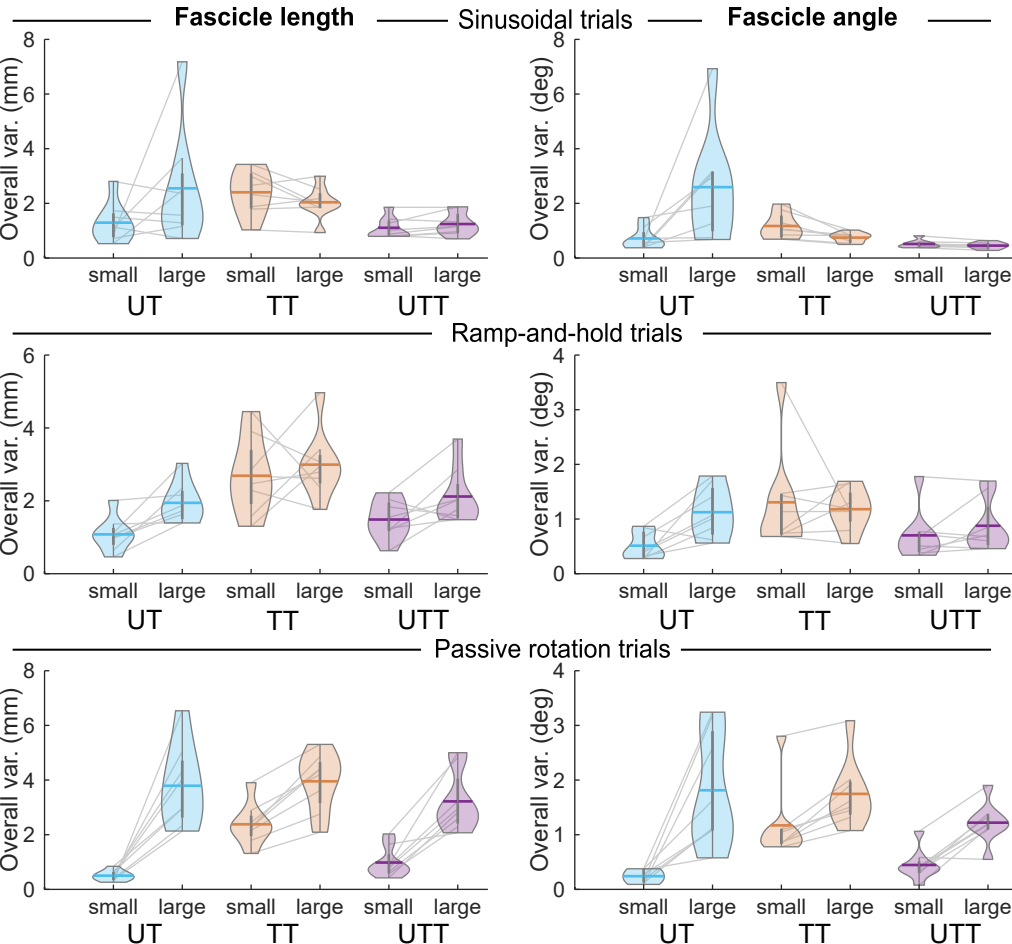 Fascicle length Sinusoidal trials Fascicle angle
Overall var. (mm)
8
6
4
2
0
small large small large small large
UT TT UTT
Overall var. (deg)
8
6
4
2
0
small large small large small large
UT TT UTT
Ramp-and-hold trials
Overall var. (mm)
6
4
2
0
small large small large small large
UT TT UTT
Overall var. (deg)
4
3
2
1
0
small large small large small large
UT TT UTT
Passive rotation trials
Overall var. (mm)
8
6
4
2
0
small large small large small large
UT TT UTT
Overall var. (deg)
4
3
2
1
0
small large small large small large
UT TT UTT